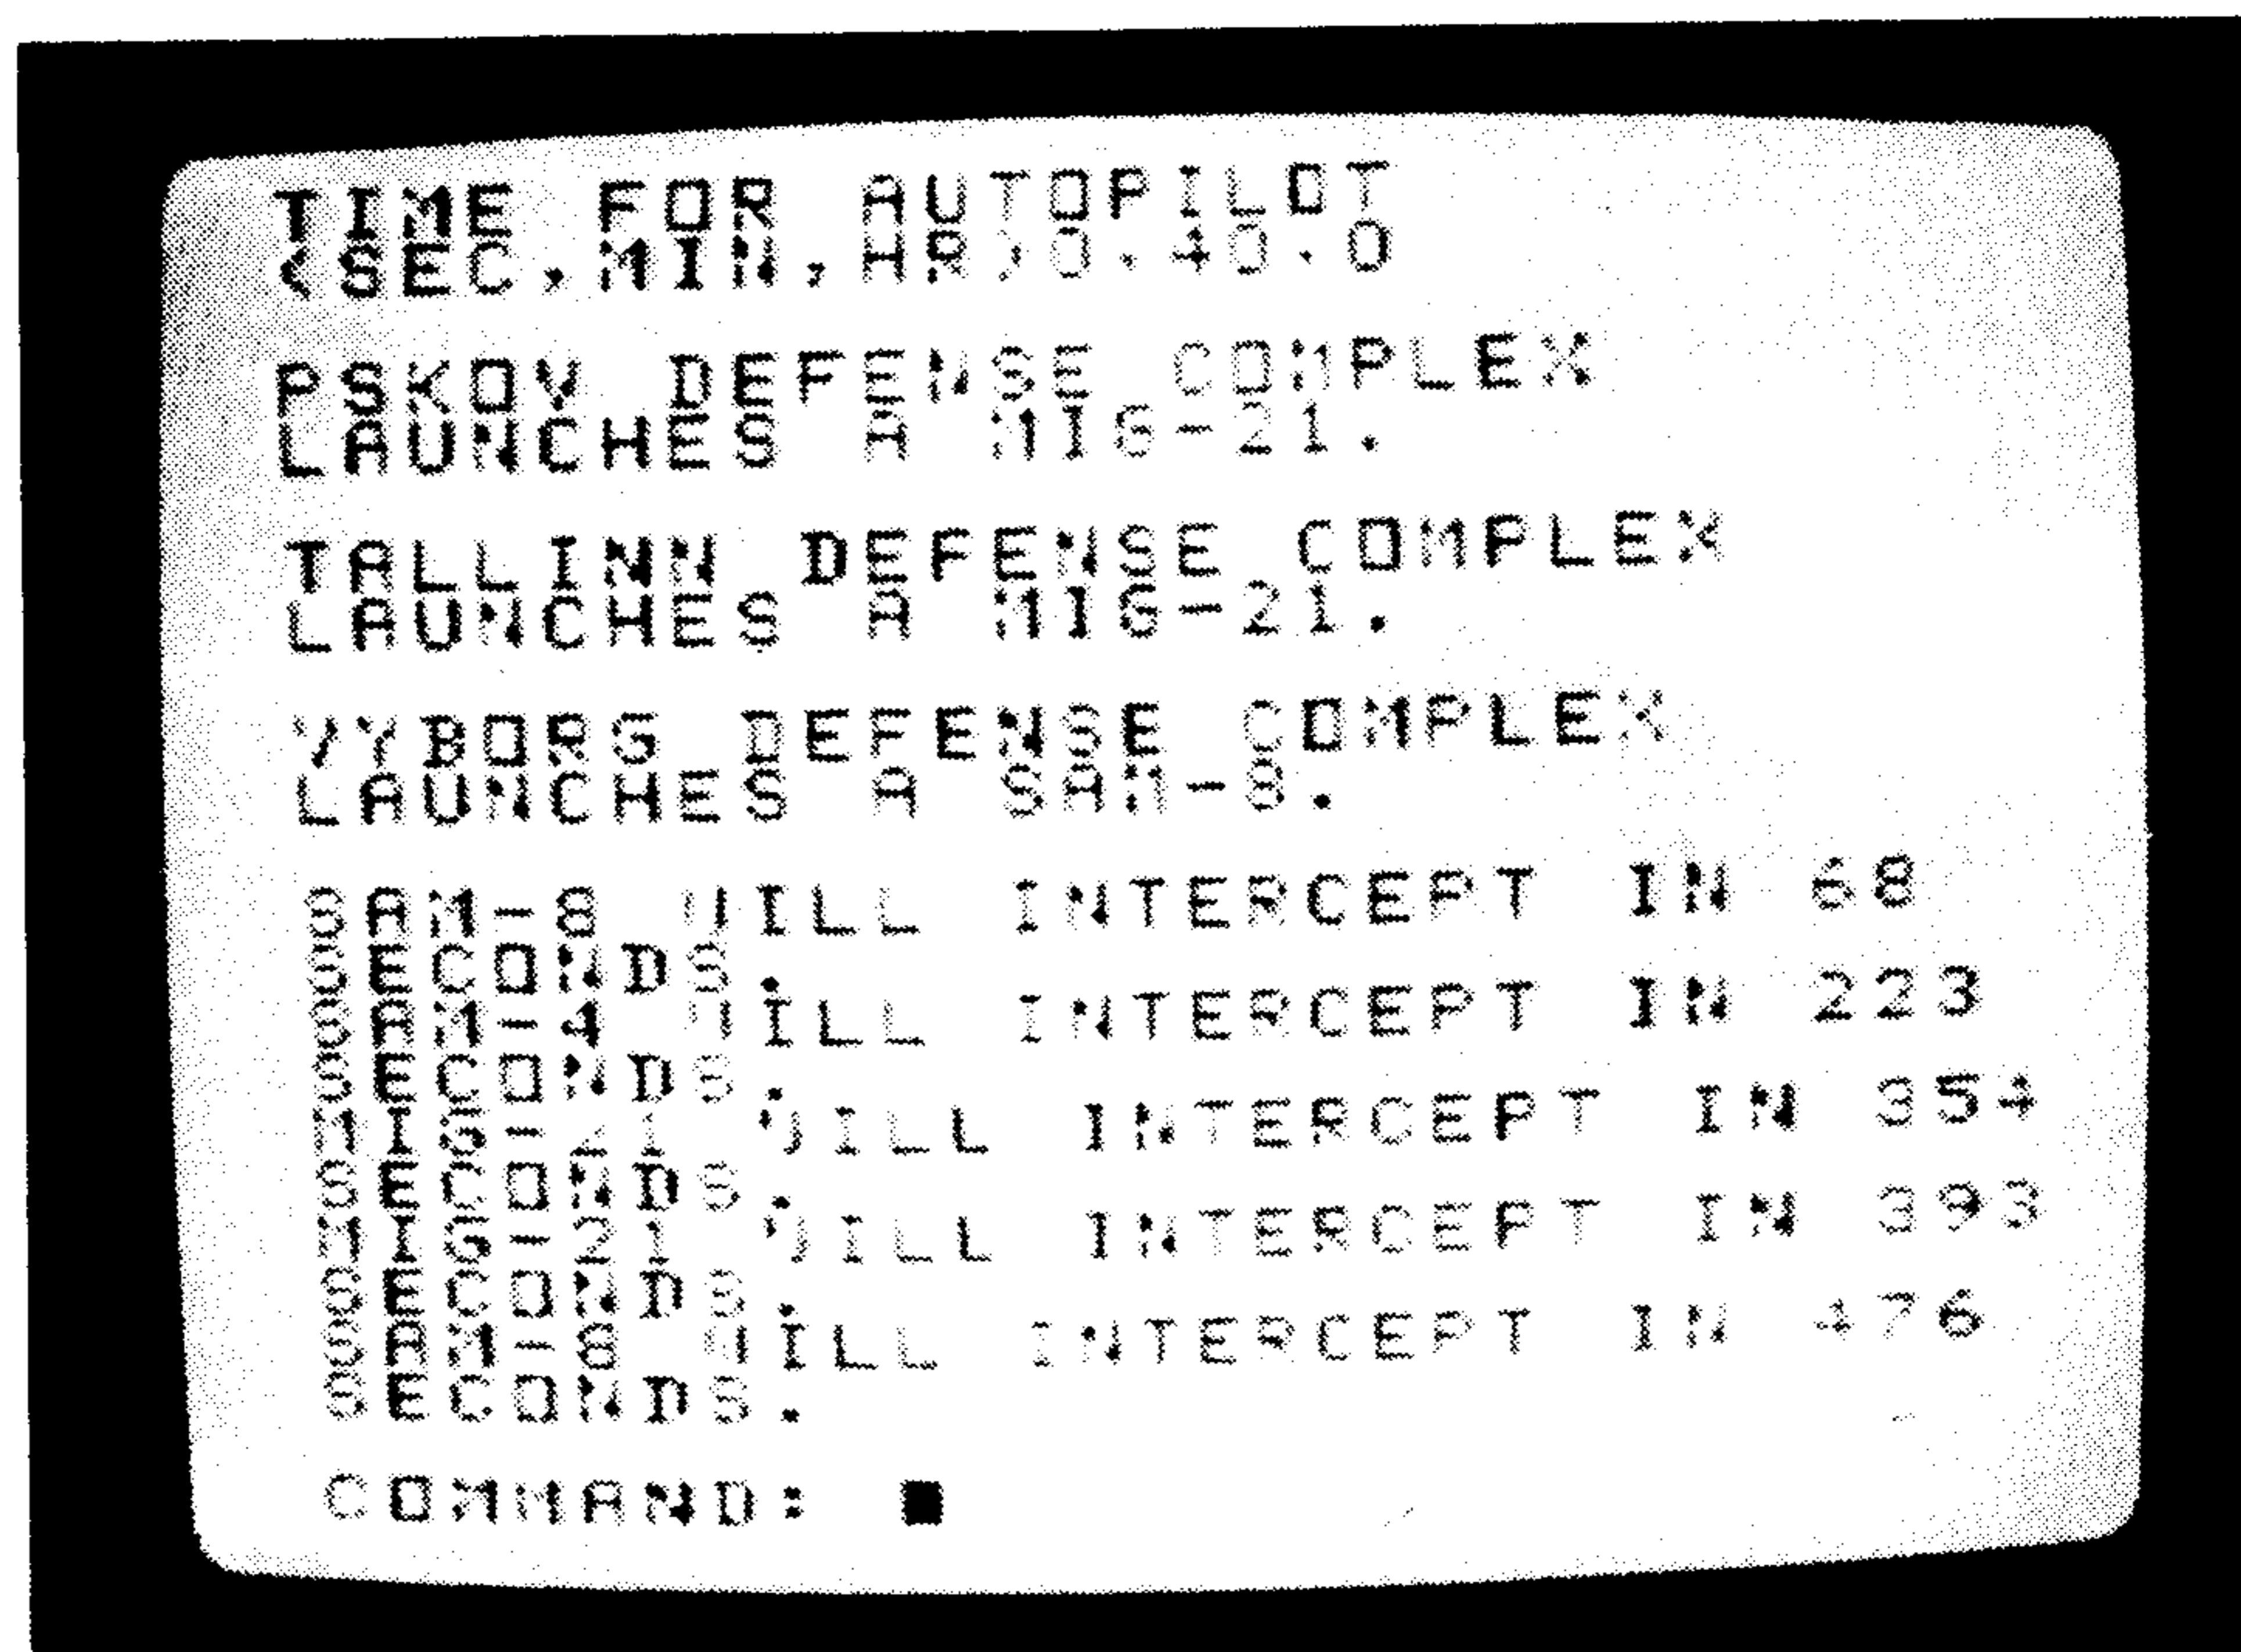 TIME FOR AUTOPILOT
(SEC,MIN,HR)0,40,0
PSKOV DEFENSE COMPLEX
LAUNCHES A MIG-21.
TALLINN DEFENSE COMPLEX
LAUNCHES A MIG-21.
VYBORG DEFENSE COMPLEX
LAUNCHES A SAM-8.
SAM-8 WILL INTERCEPT IN 68
SECONDS.
SAM-4 WILL INTERCEPT IN 223
SECONDS.
MIG-21 WILL INTERCEPT IN 354
SECONDS.
MIG-21 WILL INTERCEPT IN 393
SECONDS.
SAM-8 WILL INTERCEPT IN 476
SECONDS.
COMMAND: